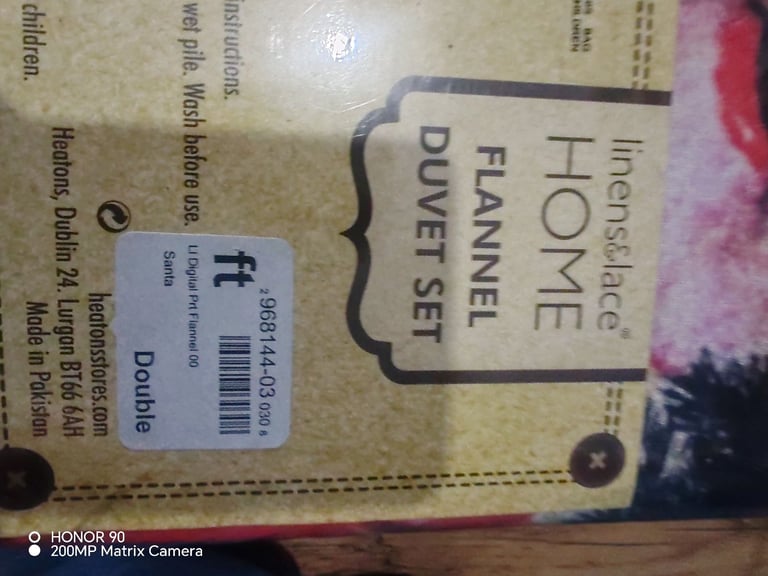 linens&lace®
HOME
FLANNEL
DUVET SET
BAG
instructions.
wet pile. Wash before use.
children.
ft
2 968144-03 030 8
LI Digital Prt Flannel 00
Santa
Double
heatonsstores.com
Heatons, Dublin 24. Lurgan BT66 6AH
Made in Pakistan
HONOR 90
200MP Matrix Camera